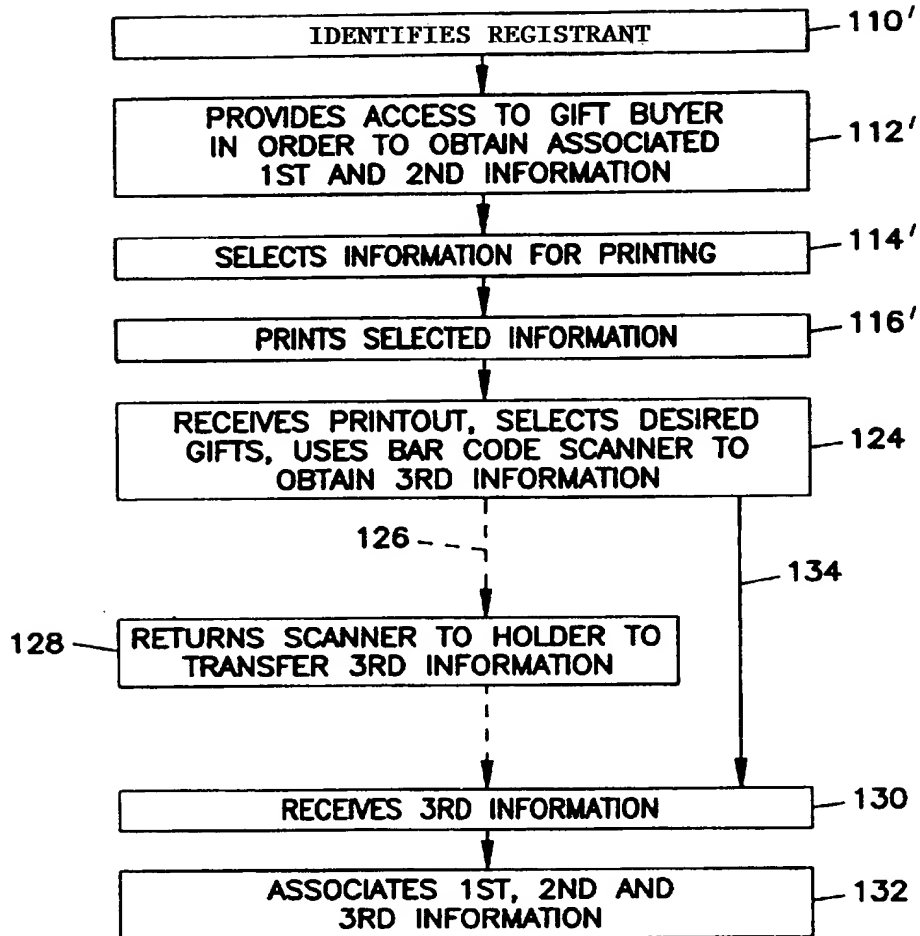 IDENTIFIES REGISTRANT
110'
PROVIDES ACCESS TO GIFT BUYER
IN ORDER TO OBTAIN ASSOCIATED
1ST AND 2ND INFORMATION
112'
SELECTS INFORMATION FOR PRINTING
114'
PRINTS SELECTED INFORMATION
116'
RECEIVES PRINTOUT, SELECTS DESIRED
GIFTS, USES BAR CODE SCANNER TO
OBTAIN 3RD INFORMATION
124
126
134
128
RETURNS SCANNER TO HOLDER TO
TRANSFER 3RD INFORMATION
RECEIVES 3RD INFORMATION
130
ASSOCIATES 1ST, 2ND AND
3RD INFORMATION
132